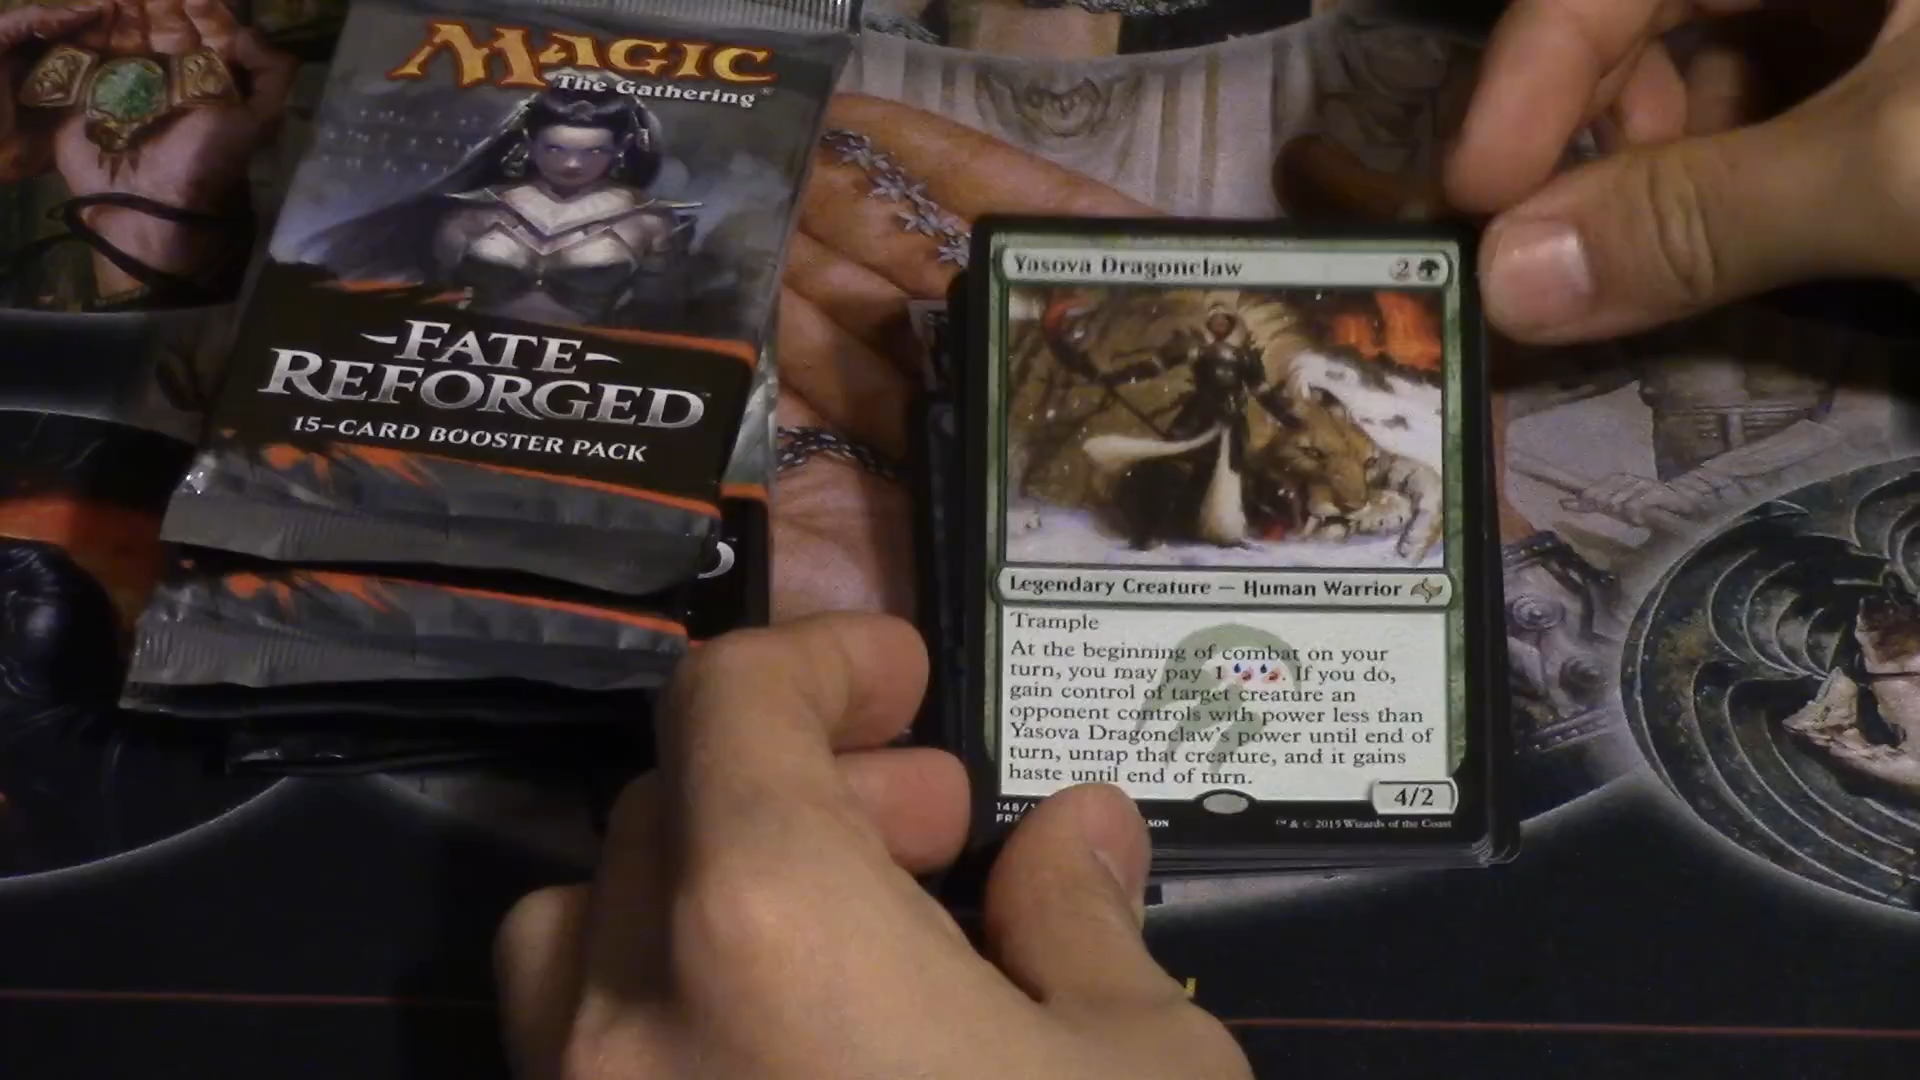 MAGIC
The Gathering®
-FATE-
REFORGED™
15-CARD BOOSTER PACK
Yasova Dragonclaw 2
Legendary Creature — Human Warrior
Trample
At the beginning of combat on your
turn, you may pay 1 . If you do,
gain control of target creature an
opponent controls with power less than
Yasova Dragonclaw's power until end of
turn, untap that creature, and it gains
haste until end of turn.
4/2
148/
™ & © 2015 Wizards of the Coast